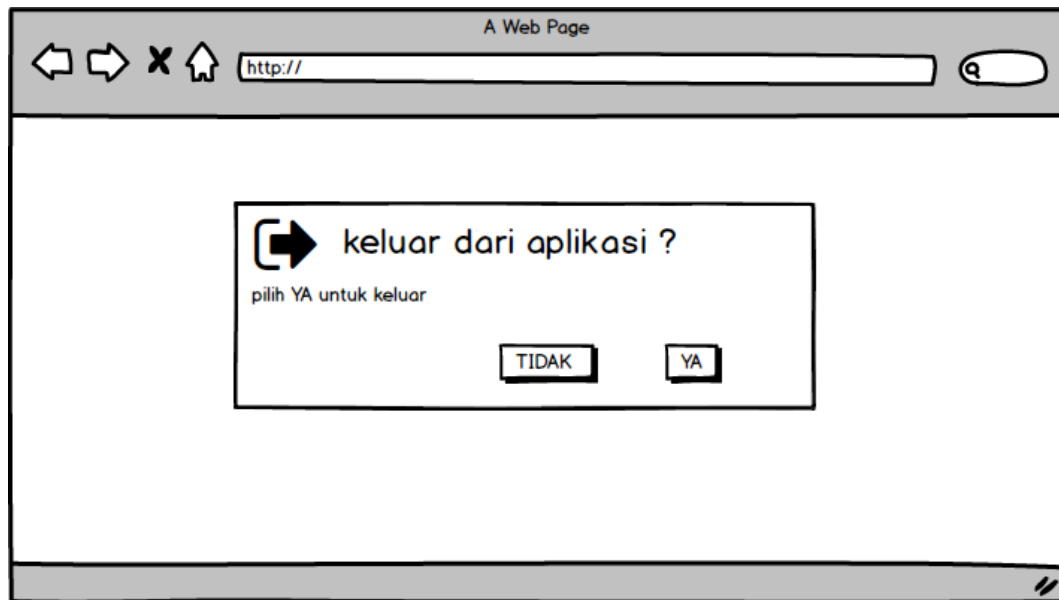 A Web Page
http://
keluar dari aplikasi ?
pilih YA untuk keluar
TIDAK YA